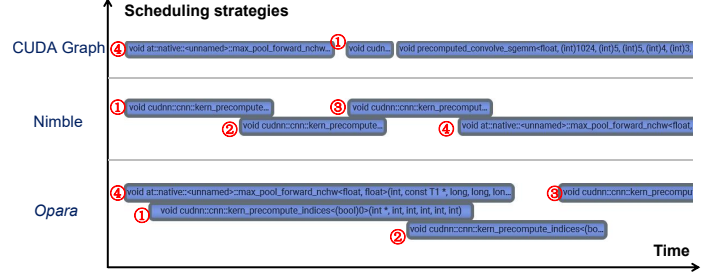 Scheduling strategies
CUDA Graph
④ void at::native::<unnamed>::max_pool_forward_nchw... ① void cudn... void precomputed_convolve_sgemm<float, (int)1024, (int)5, (int)5, (int)4, (int)3,
Nimble
① void cudnn::cnn::kern_precompute... ③ void cudnn::cnn::kern_precomput...
② void cudnn::cnn::kern_precompute... ④ void at::native::<unnamed>::max_pool_forward_nchw<float,
Opara
④ void at::native::<unnamed>::max_pool_forward_nchw<float, float>(int, const T1 *, long, long, lon... ③ void cudnn::cnn::kern_precompu
① void cudnn::cnn::kern_precompute_indices<(bool)0>(int *, int, int, int, int, int)
② void cudnn::cnn::kern_precompute_indices<(bo...
Time